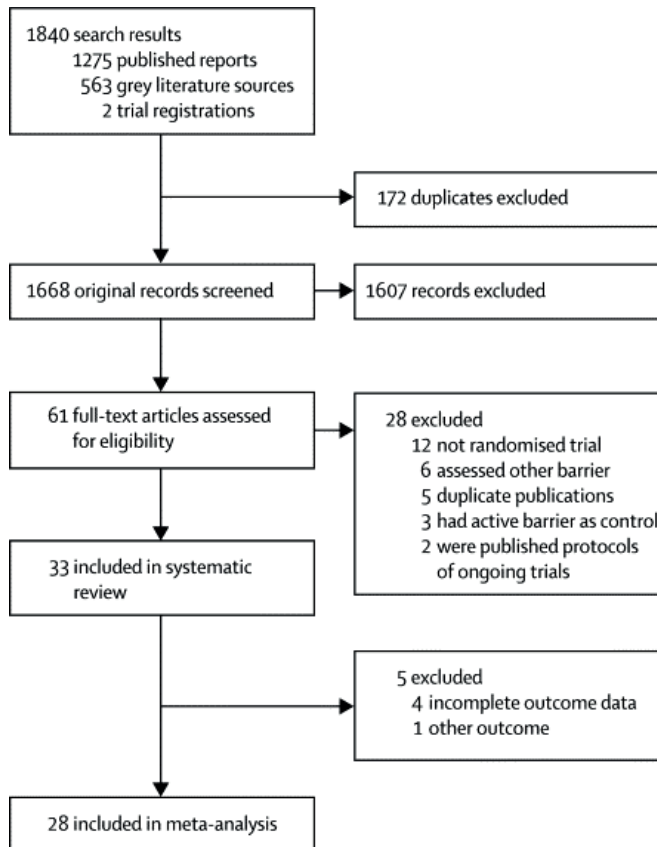 1840 search results
1275 published reports
563 grey literature sources
2 trial registrations
172 duplicates excluded
1668 original records screened
1607 records excluded
61 full-text articles assessed
for eligibility
28 excluded
12 not randomised trial
6 assessed other barrier
5 duplicate publications
3 had active barrier as control
2 were published protocols
of ongoing trials
33 included in systematic
review
5 excluded
4 incomplete outcome data
1 other outcome
28 included in meta-analysis